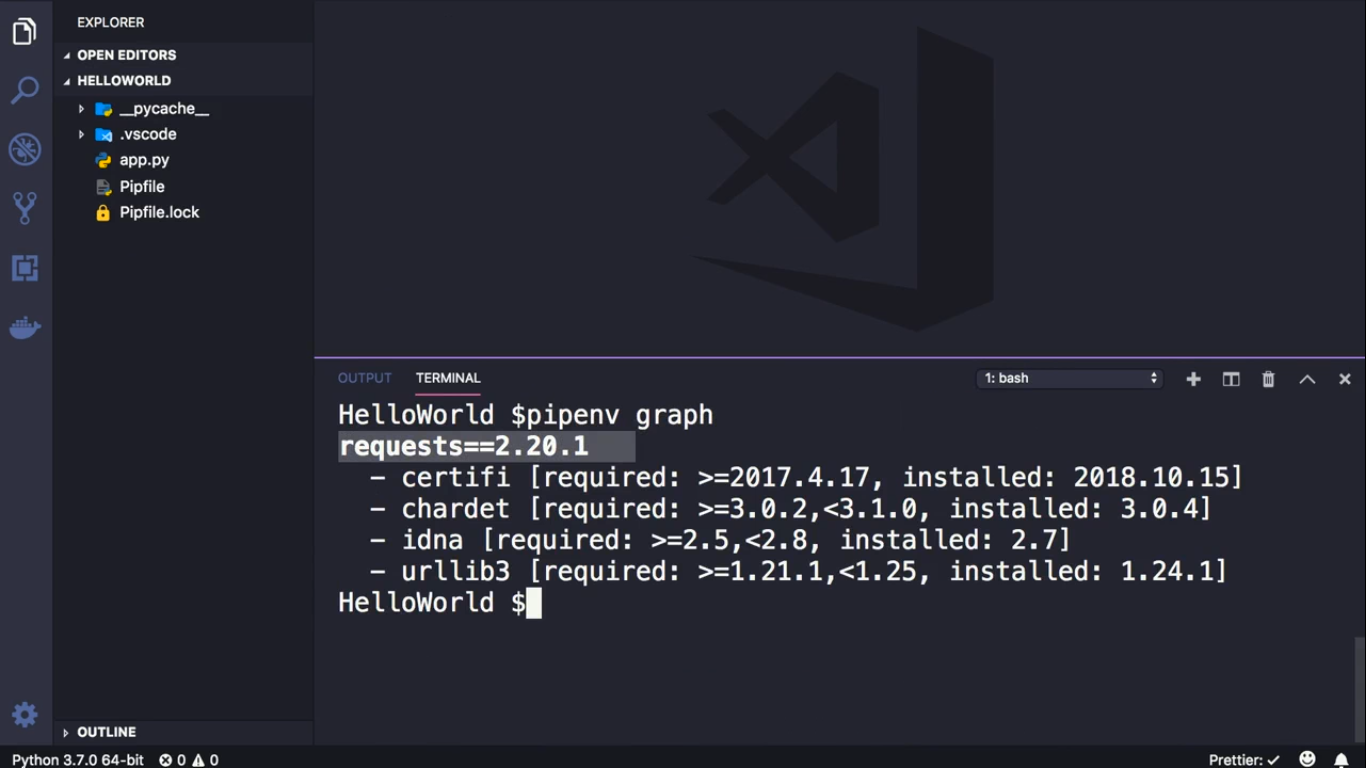 EXPLORER
OPEN EDITORS
HELLOWORLD
__pycache__
.vscode
app.py
Pipfile
Pipfile.lock
OUTLINE
OUTPUT TERMINAL 1: bash
HelloWorld $pipenv graph
requests==2.20.1
- certifi [required: >=2017.4.17, installed: 2018.10.15]
- chardet [required: >=3.0.2,<3.1.0, installed: 3.0.4]
- idna [required: >=2.5,<2.8, installed: 2.7]
- urllib3 [required: >=1.21.1,<1.25, installed: 1.24.1]
HelloWorld $
Python 3.7.0 64-bit 0 0 Prettier: ✓